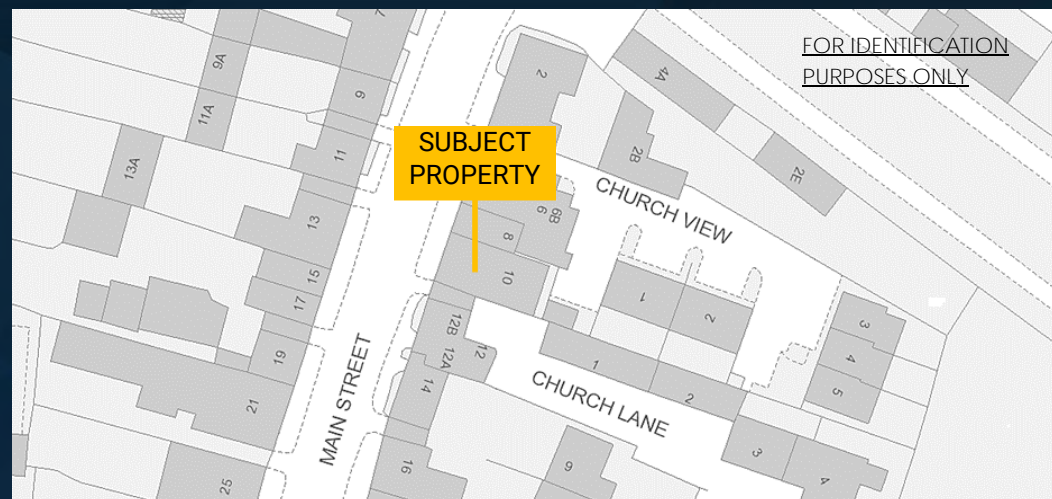 FOR IDENTIFICATION
PURPOSES ONLY
7
9A
2
4A
9
11A
11
SUBJECT
PROPERTY
2B
13A
2E
CHURCH VIEW
6
6B
13
8
10
15
17
1
2
12B
3
19
12
12A
4
MAIN STREET
1
5
14
CHURCH LANE
2
21
3
16
9
4
25